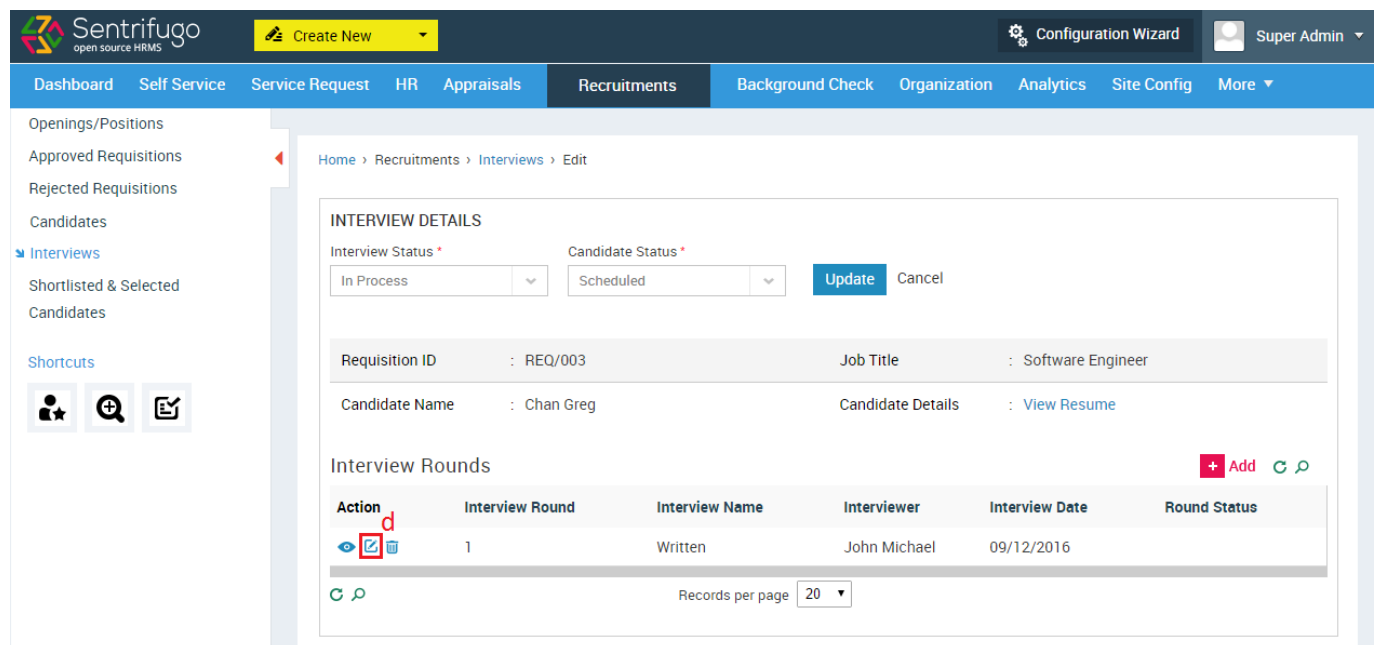 Sentrifugo
open source HRMS
Create New
Configuration Wizard
Super Admin
Dashboard Self Service Service Request HR Appraisals Recruitments Background Check Organization Analytics Site Config More
Openings/Positions
Approved Requisitions
Rejected Requisitions
Candidates
Interviews
Shortlisted & Selected
Candidates
Shortcuts
Home › Recruitments › Interviews › Edit
INTERVIEW DETAILS
Interview Status * Candidate Status *
In Process Scheduled Update Cancel
Requisition ID : REQ/003 Job Title : Software Engineer
Candidate Name : Chan Greg Candidate Details : View Resume
Interview Rounds + Add
Action Interview Round Interview Name Interviewer Interview Date Round Status
d
1 Written John Michael 09/12/2016
Records per page 20